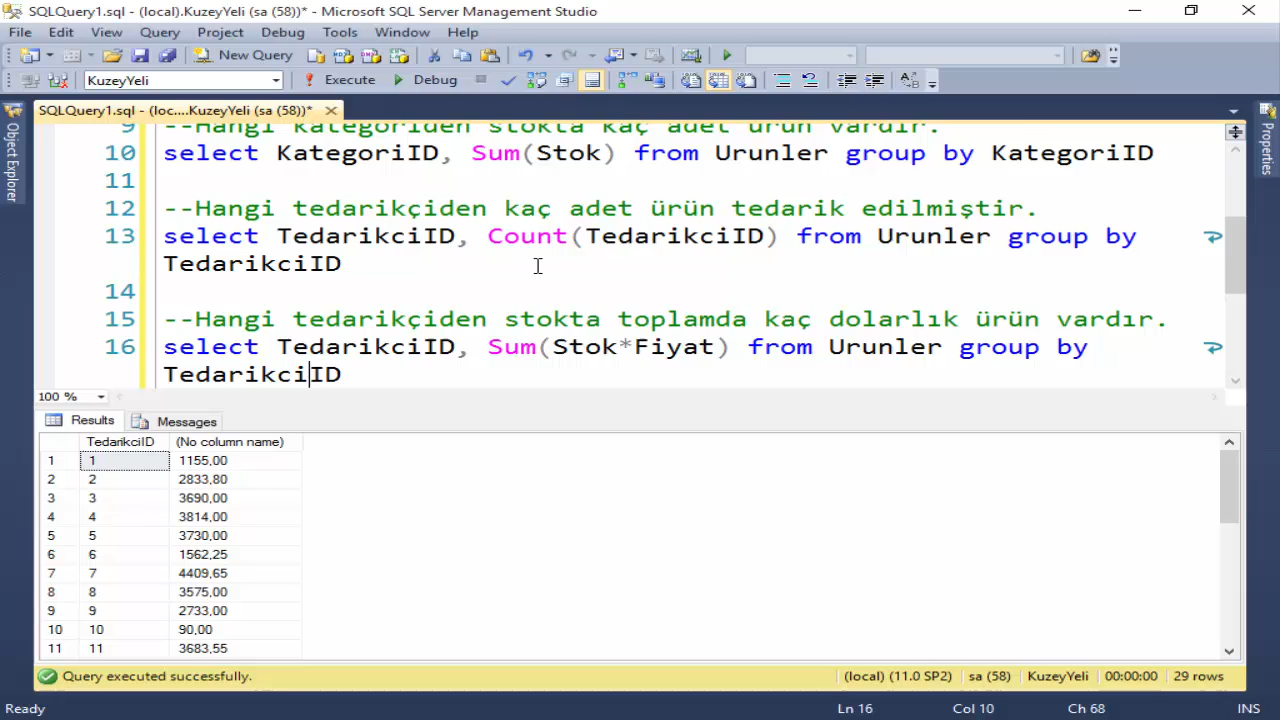 SQLQuery1.sql - (local).KuzeyYeli (sa (58))* - Microsoft SQL Server Management Studio
File Edit View Query Project Debug Tools Window Help
New Query
KuzeyYeli Execute Debug
SQLQuery1.sql - (loc....KuzeyYeli (sa (58))*
Object Explorer
Properties
9 --Hangi kategoriden stokta kaç adet ürün vardır.
10 select KategoriID, Sum(Stok) from Urunler group by KategoriID
11
12 --Hangi tedarikçiden kaç adet ürün tedarik edilmiştir.
13 select TedarikciID, Count(TedarikciID) from Urunler group by
TedarikciID
14
15 --Hangi tedarikçiden stokta toplamda kaç dolarlık ürün vardır.
16 select TedarikciID, Sum(Stok*Fiyat) from Urunler group by
TedarikciID
100 %
Results Messages
TedarikciID (No column name)
1 1 1155,00
2 2 2833,80
3 3 3690,00
4 4 3814,00
5 5 3730,00
6 6 1562,25
7 7 4409,65
8 8 3575,00
9 9 2733,00
10 10 90,00
11 11 3683,55
Query executed successfully. (local) (11.0 SP2) sa (58) KuzeyYeli 00:00:00 29 rows
Ready Ln 16 Col 10 Ch 68 INS